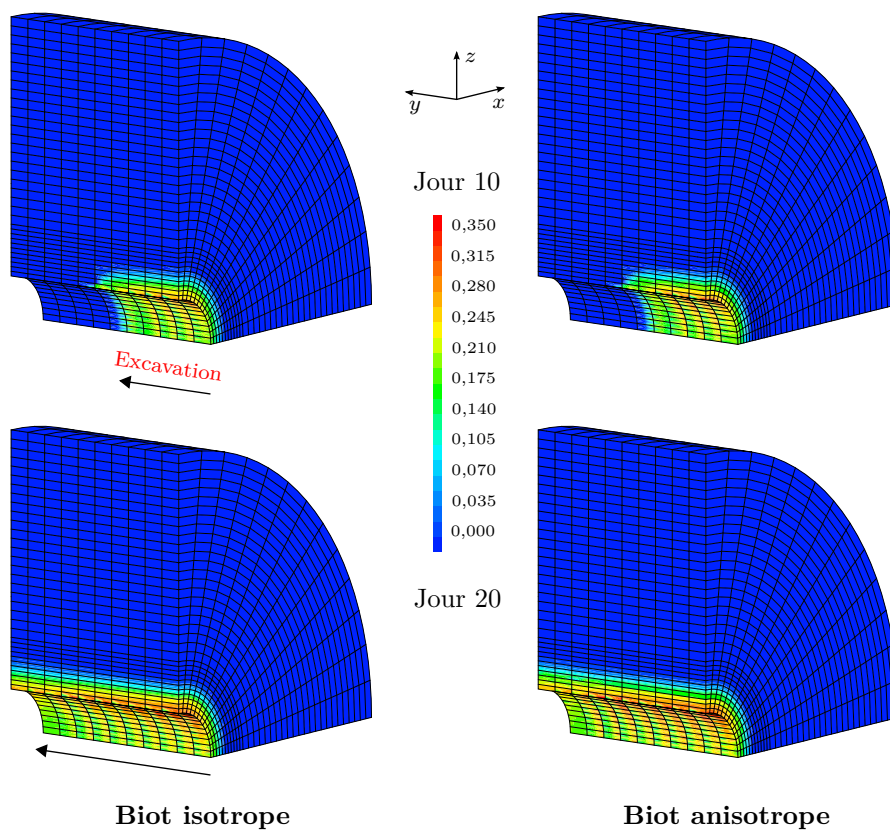 z
y
x
Jour 10
0,350
0,315
0,280
0,245
0,210
0,175
0,140
0,105
0,070
0,035
0,000
Excavation
Jour 20
Biot isotrope
Biot anisotrope